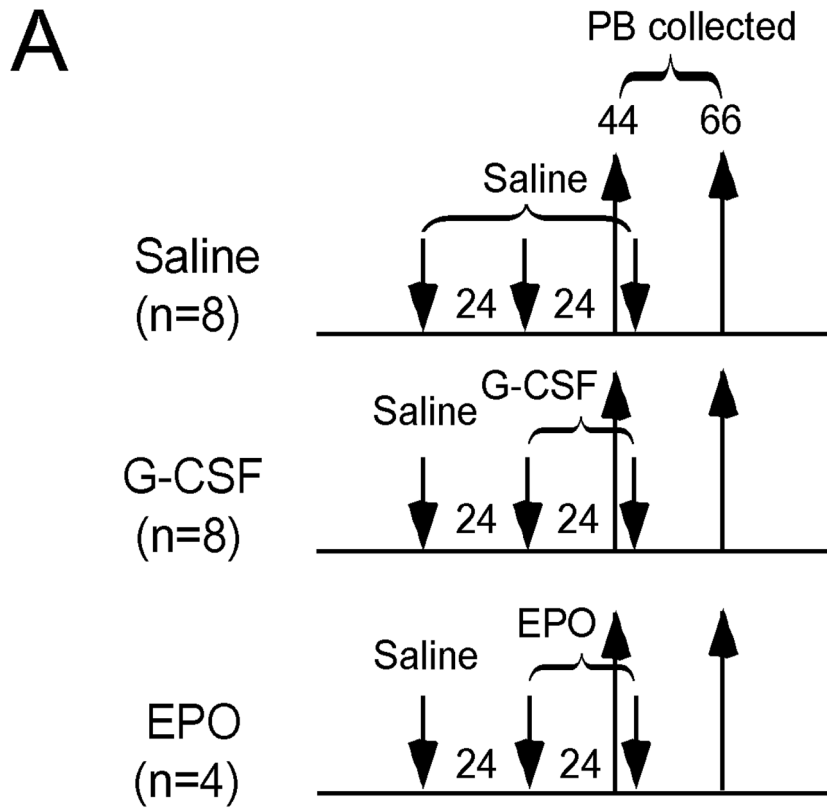 A
PB collected
44 66
Saline
Saline
(n=8)
24 24
G-CSF
Saline
G-CSF
(n=8)
24 24
EPO
Saline
EPO
(n=4)
24 24